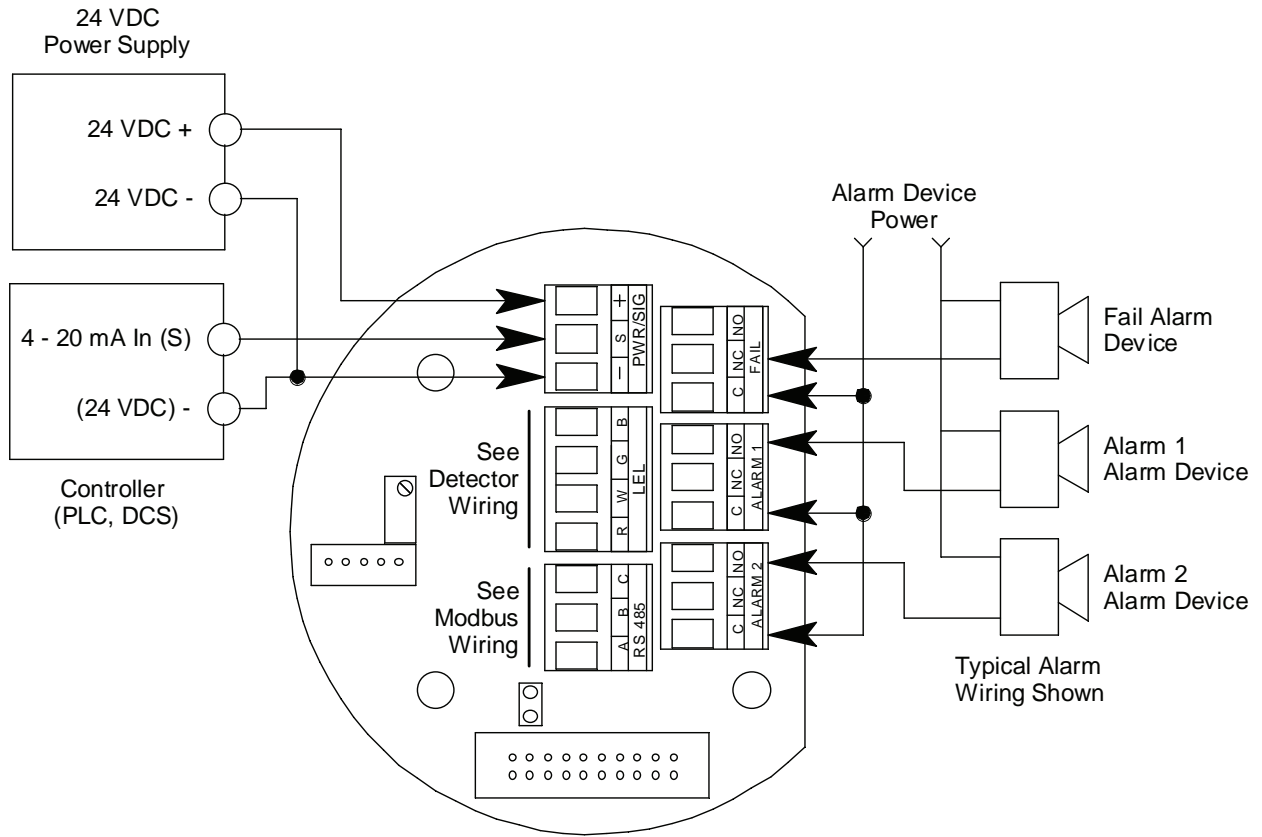 24 VDC
Power Supply
24 VDC +
24 VDC -
4 - 20 mA In (S)
(24 VDC) -
Controller
(PLC, DCS)
+
S
-
PWR/SIG
See
Detector
Wiring
B
G
W
R
LEL
See
Modbus
Wiring
C
B
A
RS 485
NO
NC
C
FAIL
NO
NC
C
ALARM 1
NO
NC
C
ALARM 2
Alarm Device
Power
Fail Alarm
Device
Alarm 1
Alarm Device
Alarm 2
Alarm Device
Typical Alarm
Wiring Shown